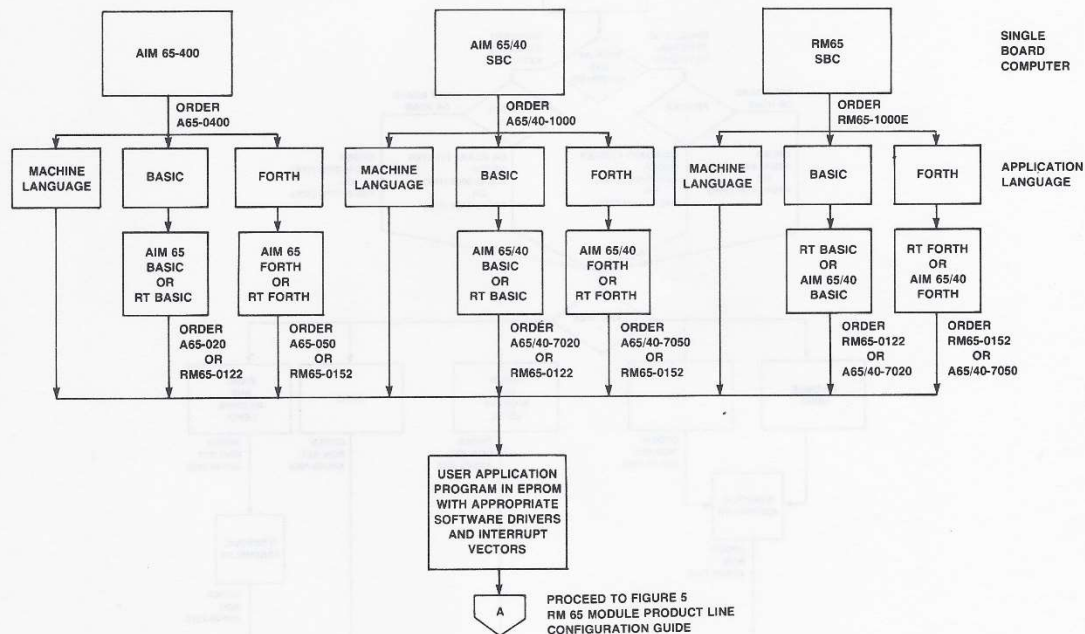 AIM 65-400
AIM 65/40
SBC
RM65
SBC
SINGLE
BOARD
COMPUTER
ORDER
A65-0400
ORDER
A65/40-1000
ORDER
RM65-1000E
MACHINE
LANGUAGE
BASIC
FORTH
MACHINE
LANGUAGE
BASIC
FORTH
MACHINE
LANGUAGE
BASIC
FORTH
APPLICATION
LANGUAGE
AIM 65
BASIC
OR
RT BASIC
AIM 65
FORTH
OR
RT FORTH
AIM 65/40
BASIC
OR
RT BASIC
AIM 65/40
FORTH
OR
RT FORTH
RT BASIC
OR
AIM 65/40
BASIC
RT FORTH
OR
AIM 65/40
FORTH
ORDER
A65-020
OR
RM65-0122
ORDER
A65-050
OR
RM65-0152
ORDER
A65/40-7020
OR
RM65-0122
ORDER
A65/40-7050
OR
RM65-0152
ORDER
RM65-0122
OR
A65/40-7020
ORDER
RM65-0152
OR
A65/40-7050
USER APPLICATION
PROGRAM IN EPROM
WITH APPROPRIATE
SOFTWARE DRIVERS
AND INTERRUPT
VECTORS
A
PROCEED TO FIGURE 5
RM 65 MODULE PRODUCT LINE
CONFIGURATION GUIDE